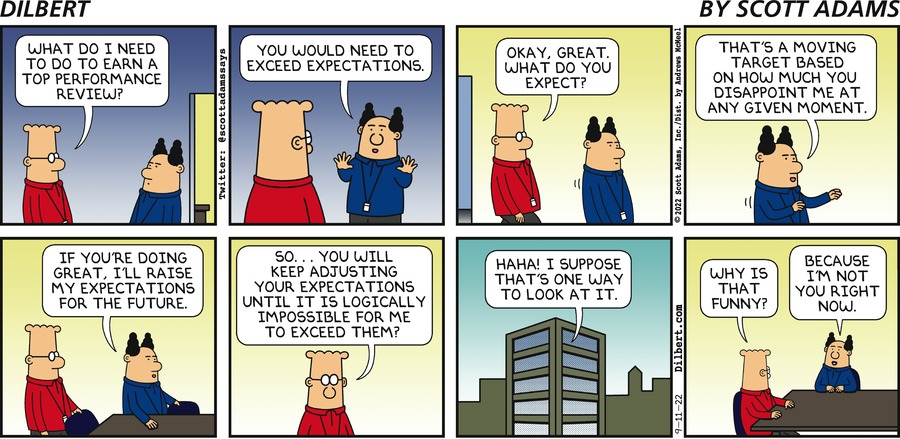 DILBERT
BY SCOTT ADAMS
WHAT DO I NEED
TO DO TO EARN A
TOP PERFORMANCE
REVIEW?
Twitter: @scottadamssays
YOU WOULD NEED TO
EXCEED EXPECTATIONS.
OKAY, GREAT.
WHAT DO YOU
EXPECT?
© 2022 Scott Adams, Inc./Dist. by Andrews McMeel
THAT'S A MOVING
TARGET BASED
ON HOW MUCH YOU
DISAPPOINT ME AT
ANY GIVEN MOMENT.
IF YOU'RE DOING
GREAT, I'LL RAISE
MY EXPECTATIONS
FOR THE FUTURE.
SO... YOU WILL
KEEP ADJUSTING
YOUR EXPECTATIONS
UNTIL IT IS LOGICALLY
IMPOSSIBLE FOR ME
TO EXCEED THEM?
HAHA! I SUPPOSE
THAT'S ONE WAY
TO LOOK AT IT.
9-11-22
Dilbert.com
WHY IS
THAT
FUNNY?
BECAUSE
I'M NOT
YOU RIGHT
NOW.